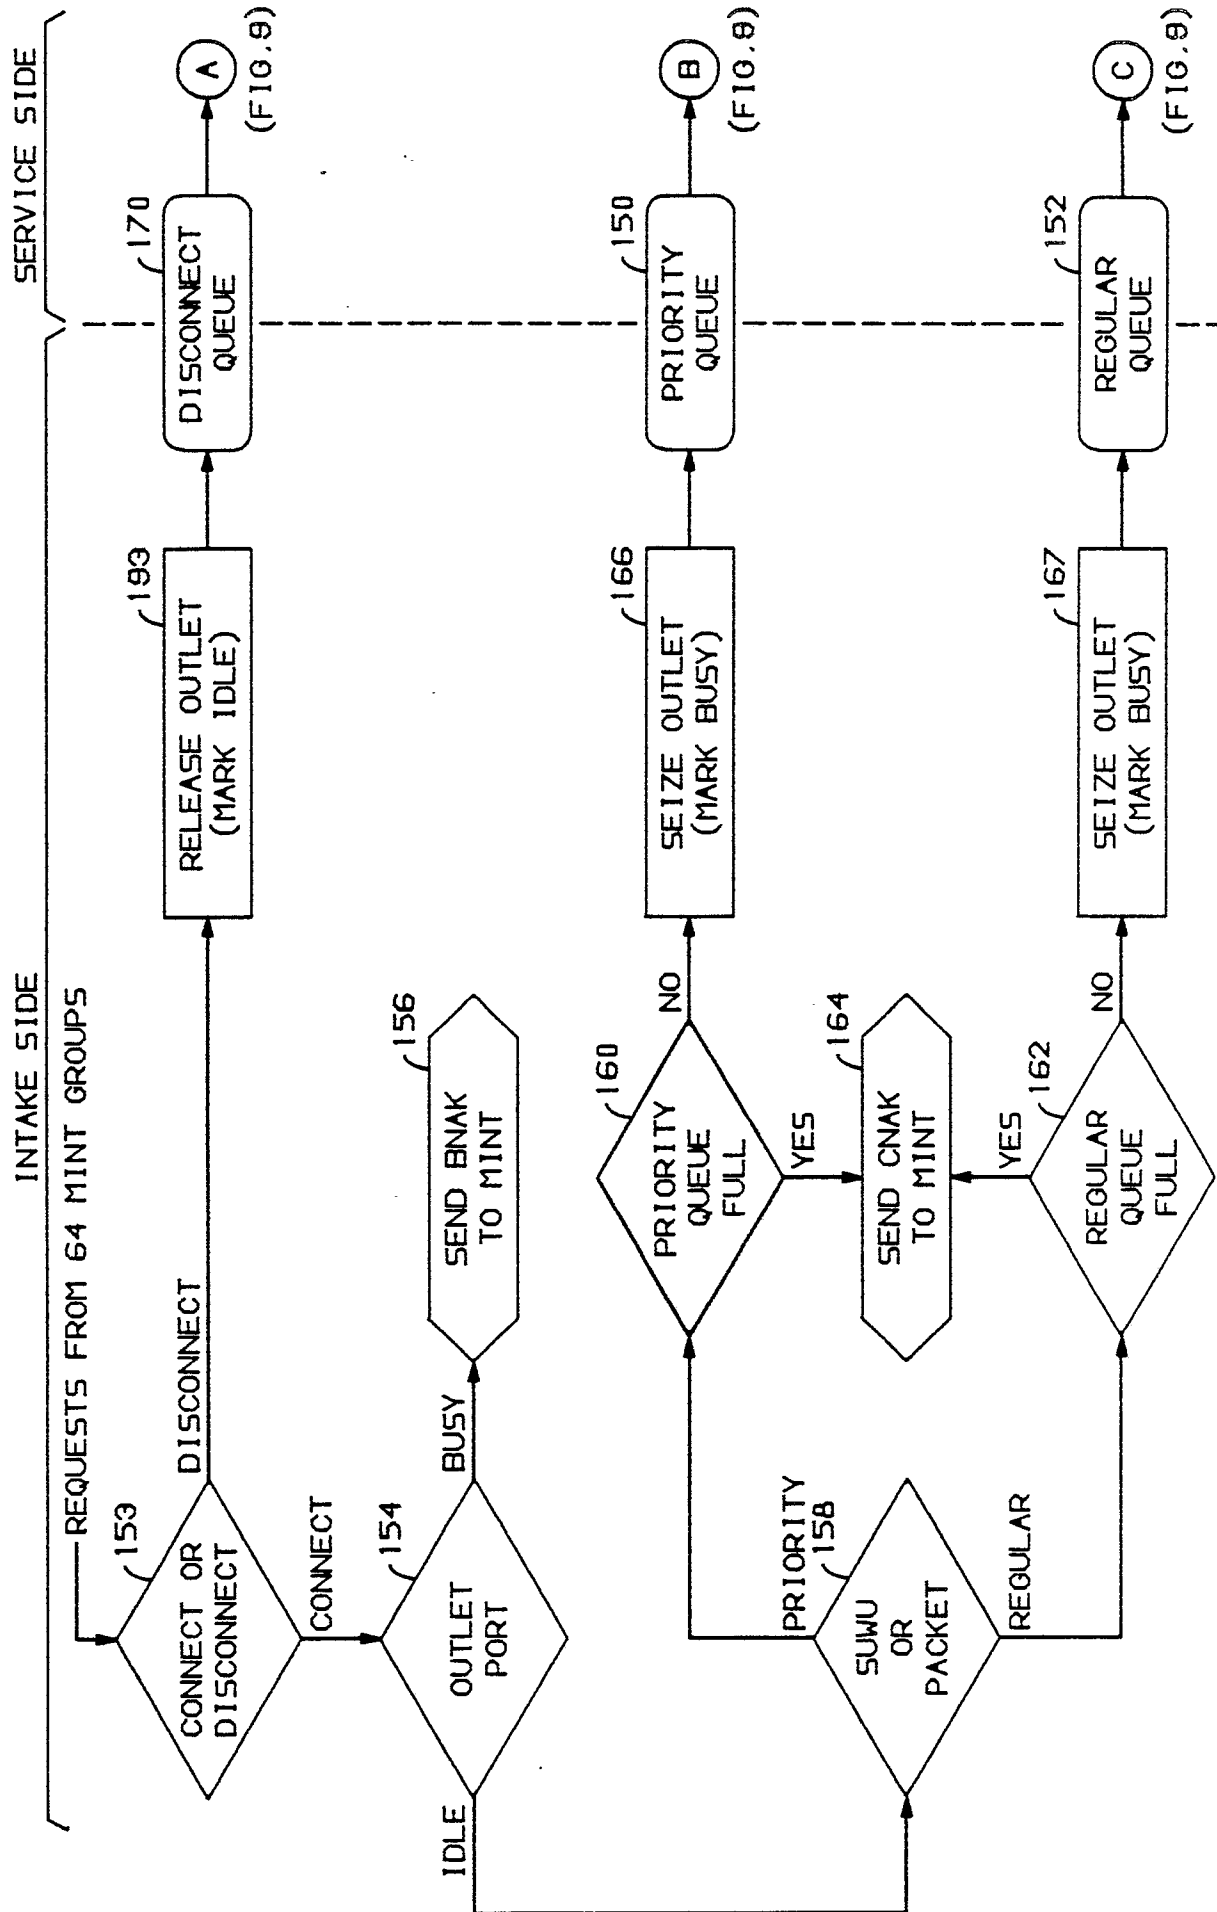 INTAKE SIDE
SERVICE SIDE
REQUESTS FROM 64 MINT GROUPS
153
CONNECT OR
DISCONNECT
DISCONNECT
193
RELEASE OUTLET
(MARK IDLE)
170
DISCONNECT
QUEUE
A
(FIG.9)
CONNECT
154
OUTLET
PORT
IDLE
BUSY
156
SEND BNAK
TO MINT
PRIORITY
158
SUWU
OR
PACKET
REGULAR
160
PRIORITY
QUEUE
FULL
NO
YES
166
SEIZE OUTLET
(MARK BUSY)
150
PRIORITY
QUEUE
B
(FIG.9)
164
SEND CNAK
TO MINT
YES
162
REGULAR
QUEUE
FULL
NO
167
SEIZE OUTLET
(MARK BUSY)
152
REGULAR
QUEUE
C
(FIG.9)